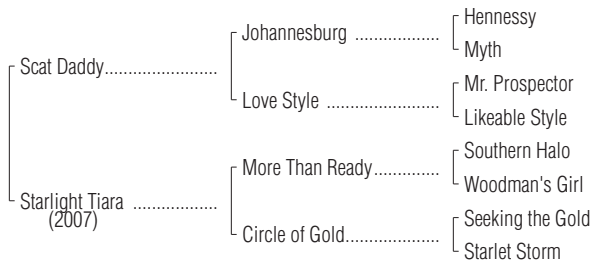 Hennessy
Johannesburg ..................
Myth
Scat Daddy........................
Mr. Prospector
Love Style ........................
Likeable Style
Southern Halo
More Than Ready..............
Woodman's Girl
Starlight Tiara ..................
(2007)
Seeking the Gold
Circle of Gold....................
Starlet Storm